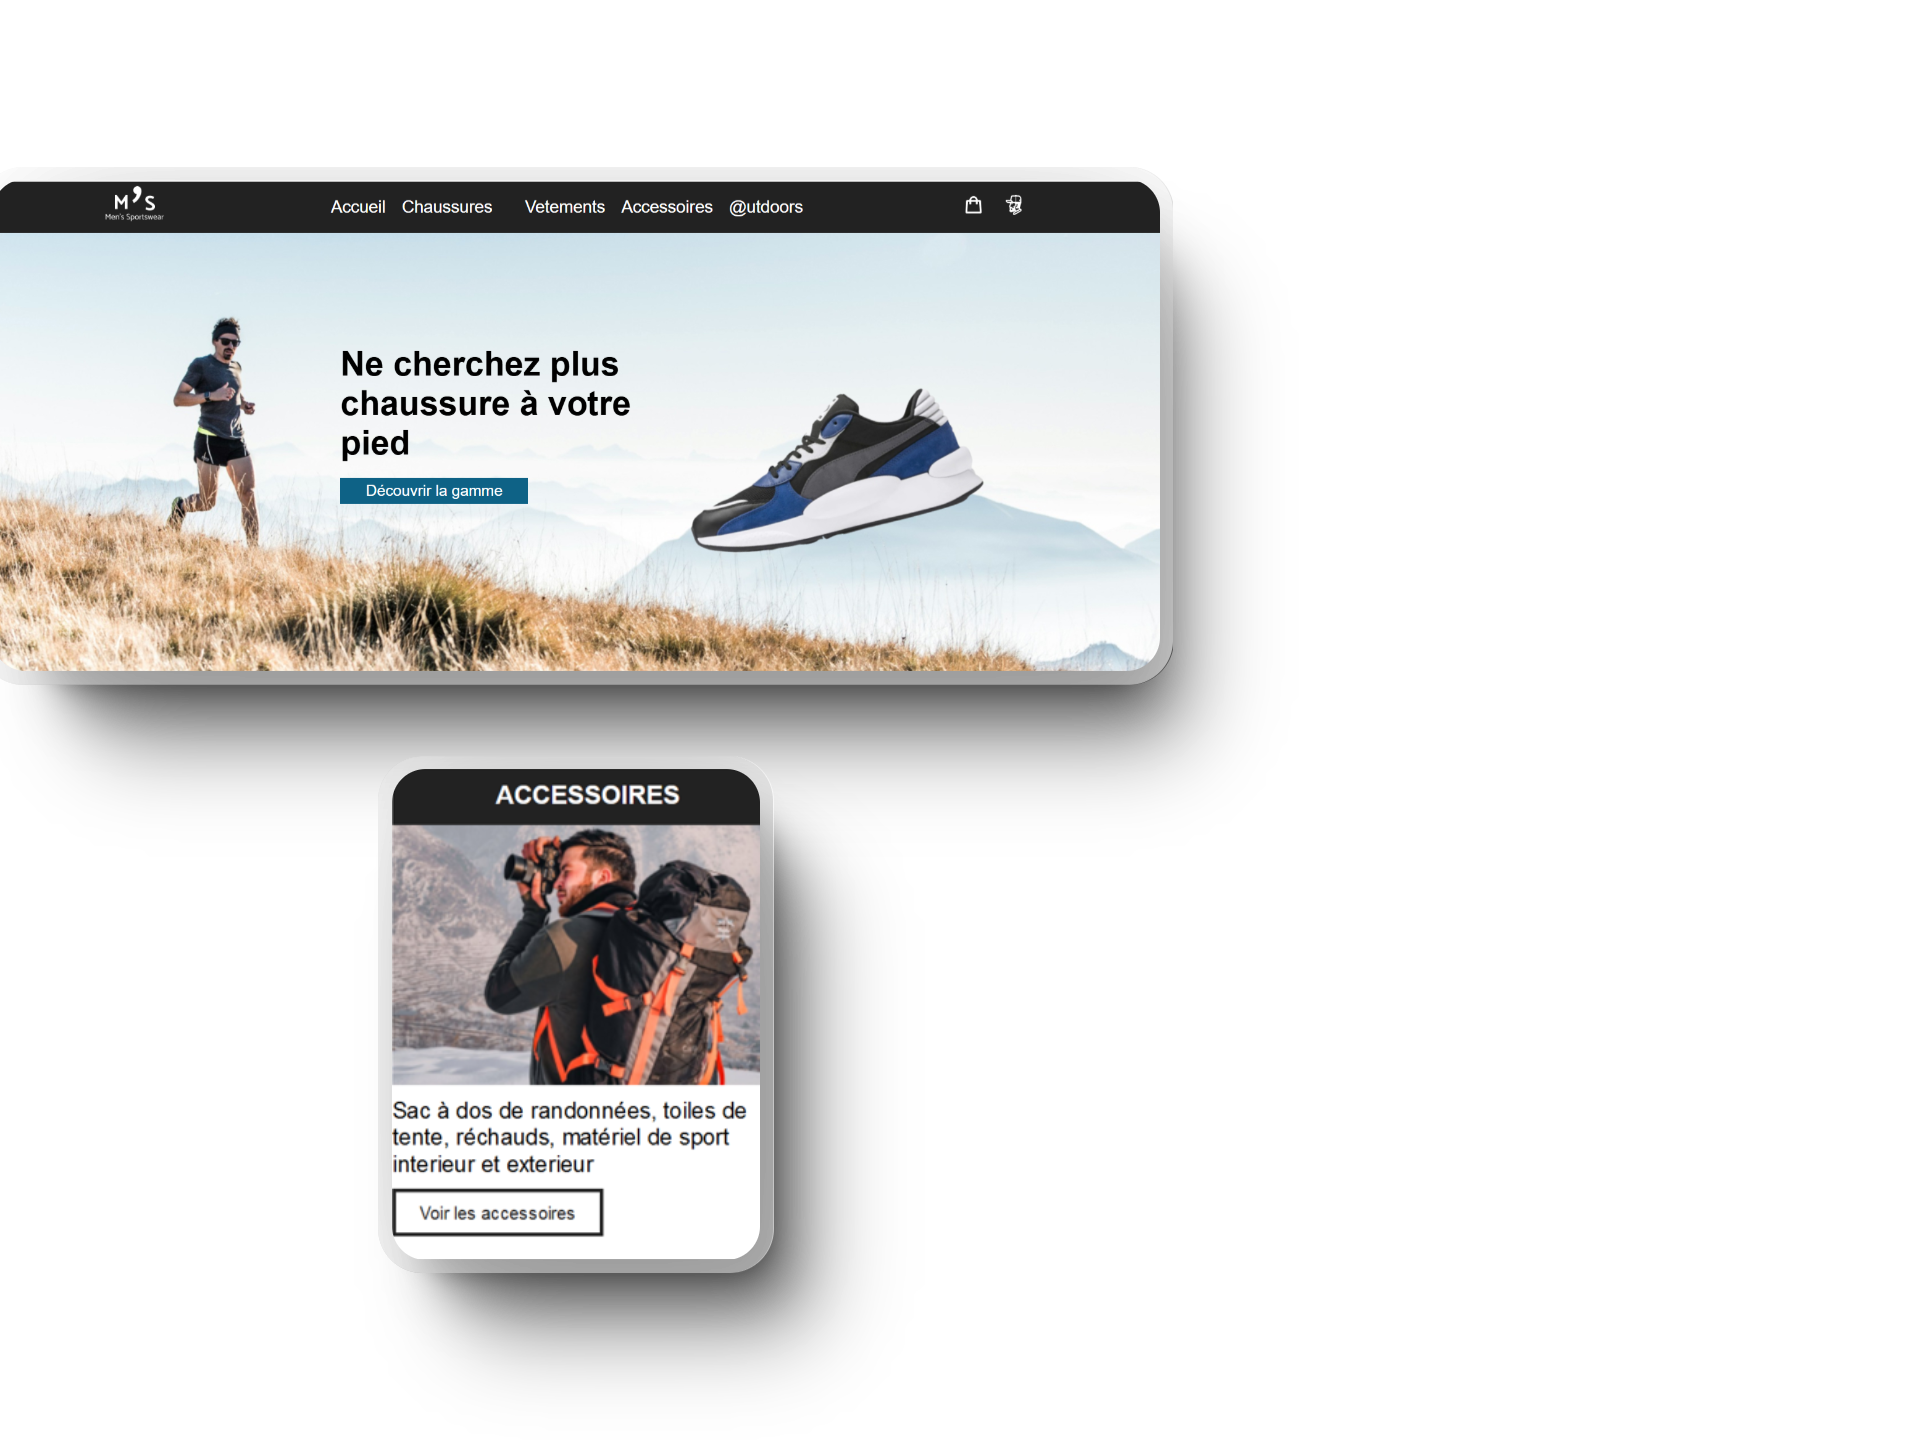 M’S
Men's Sportswear
Accueil Chaussures Vetements Accessoires @utdoors
Ne cherchez plus
chaussure à votre
pied
Découvrir la gamme
ACCESSOIRES
Sac à dos de randonnées, toiles de
tente, réchauds, matériel de sport
interieur et exterieur
Voir les accessoires